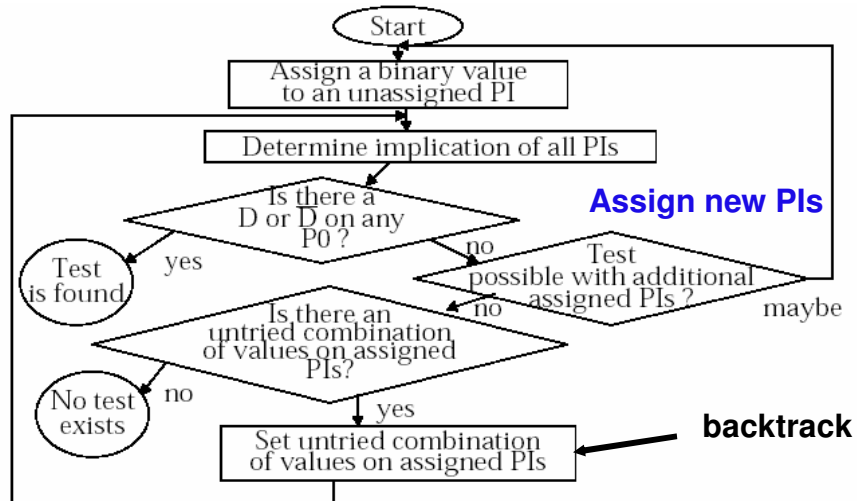 Start
Assign a binary value
to an unassigned PI
Determine implication of all PIs
Is there a
D or D̅ on any
P0 ?
Assign new PIs
yes
no
Test
is found
Test
possible with additional
assigned PIs ?
maybe
no
Is there an
untried combination
of values on assigned
PIs?
no
No test
exists
yes
backtrack
Set untried combination
of values on assigned PIs